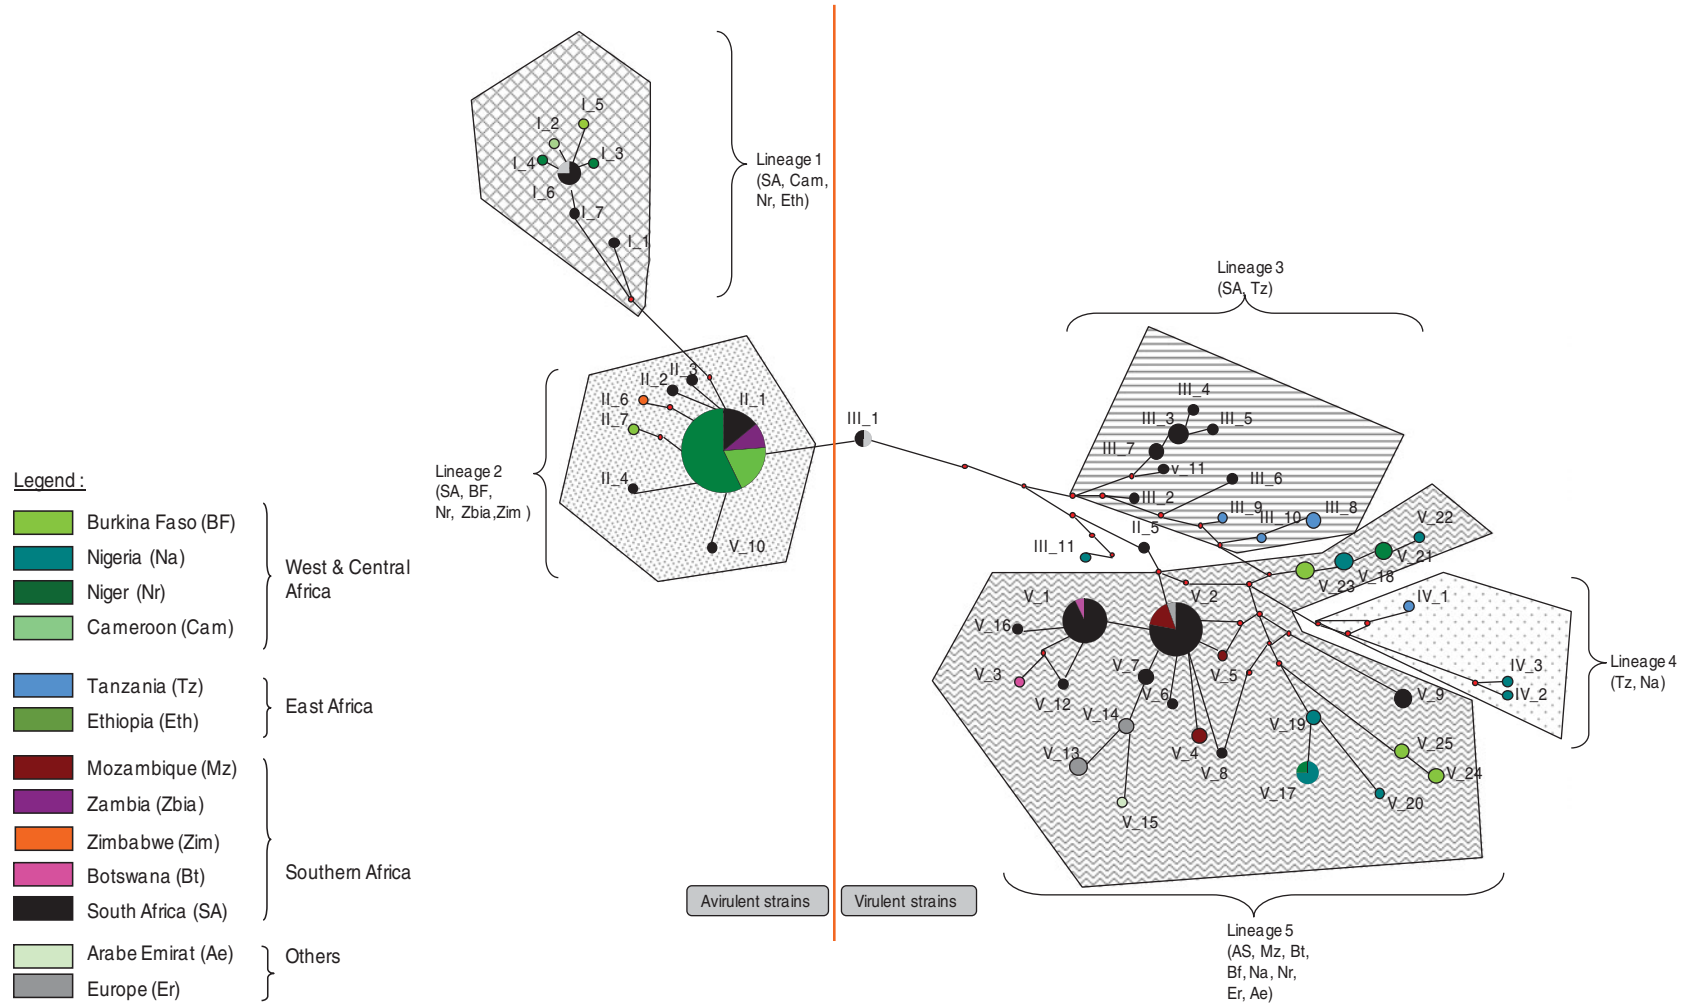 I_5
I_2
I_4
I_3
I_6
I_7
I_1
Lineage 1
(SA, Cam,
Nr, Eth)
II_3
II_2
II_6
II_1
II_7
II_4
V_10
Lineage 2
(SA, BF,
Nr, Zbia,Zim )
III_1
Lineage 3
(SA, Tz)
III_4
III_3
III_5
III_7
v_11
III_6
III_2
III_9
III_10
III_8
II_5
III_11
V_22
V_21
V_18
V_23
V_1
V_2
V_16
V_3
V_12
V_7
V_6
V_5
V_14
V_13
V_4
V_8
V_15
V_19
V_17
V_20
V_9
V_25
V_24
IV_1
IV_3
IV_2
Lineage 4
(Tz, Na)
Legend :
Burkina Faso (BF)
Nigeria (Na)
Niger (Nr)
Cameroon (Cam)
West & Central
Africa
Tanzania (Tz)
Ethiopia (Eth)
East Africa
Mozambique (Mz)
Zambia (Zbia)
Zimbabwe (Zim)
Botswana (Bt)
South Africa (SA)
Southern Africa
Arabe Emirat (Ae)
Europe (Er)
Others
Avirulent strains
Virulent strains
Lineage 5
(AS, Mz, Bt,
Bf, Na, Nr,
Er, Ae)